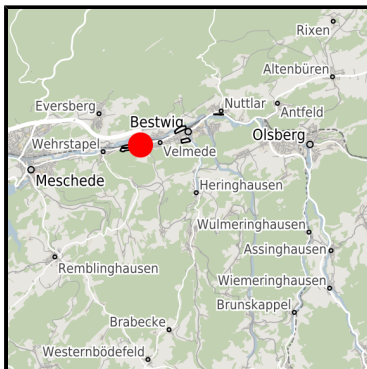 Rixen
Altenbüren
Eversberg
Nuttlar
Antfeld
Bestwig
Olsberg
Wehrstapel
Velmede
Meschede
Heringhausen
Wulmeringhausen
Assinghausen
Remblinghausen
Wiemeringhausen
Brunskappel
Brabecke
Westernbödefeld